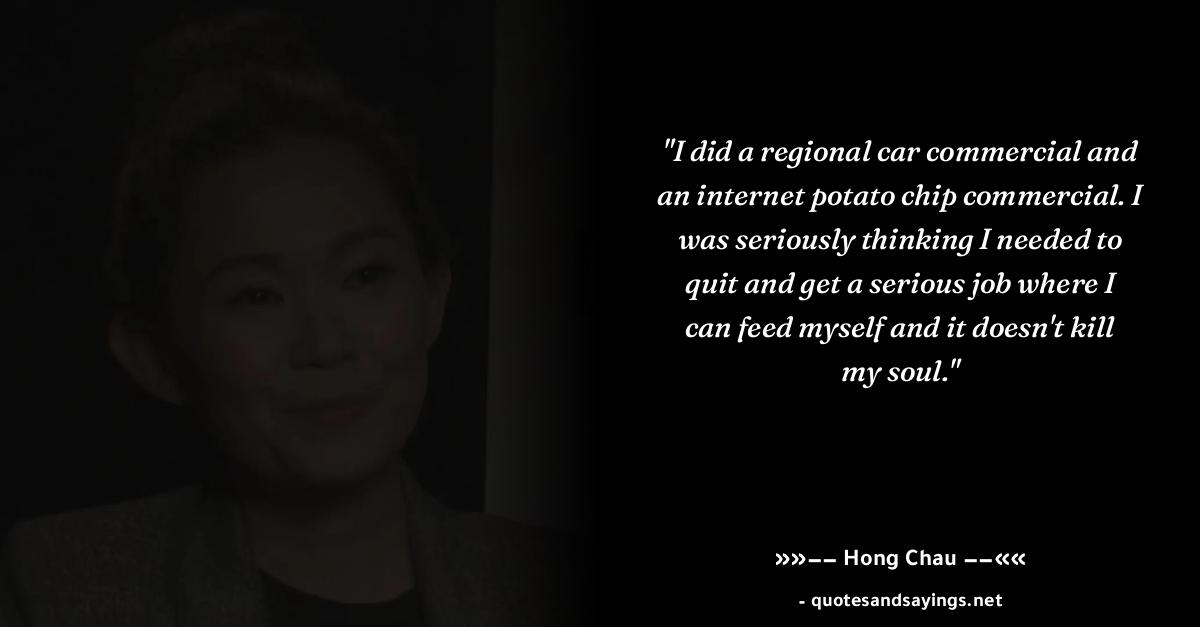 "I did a regional car commercial and
an internet potato chip commercial. I
was seriously thinking I needed to
quit and get a serious job where I
can feed myself and it doesn't kill
my soul."
»»–– Hong Chau ––««
- quotesandsayings.net